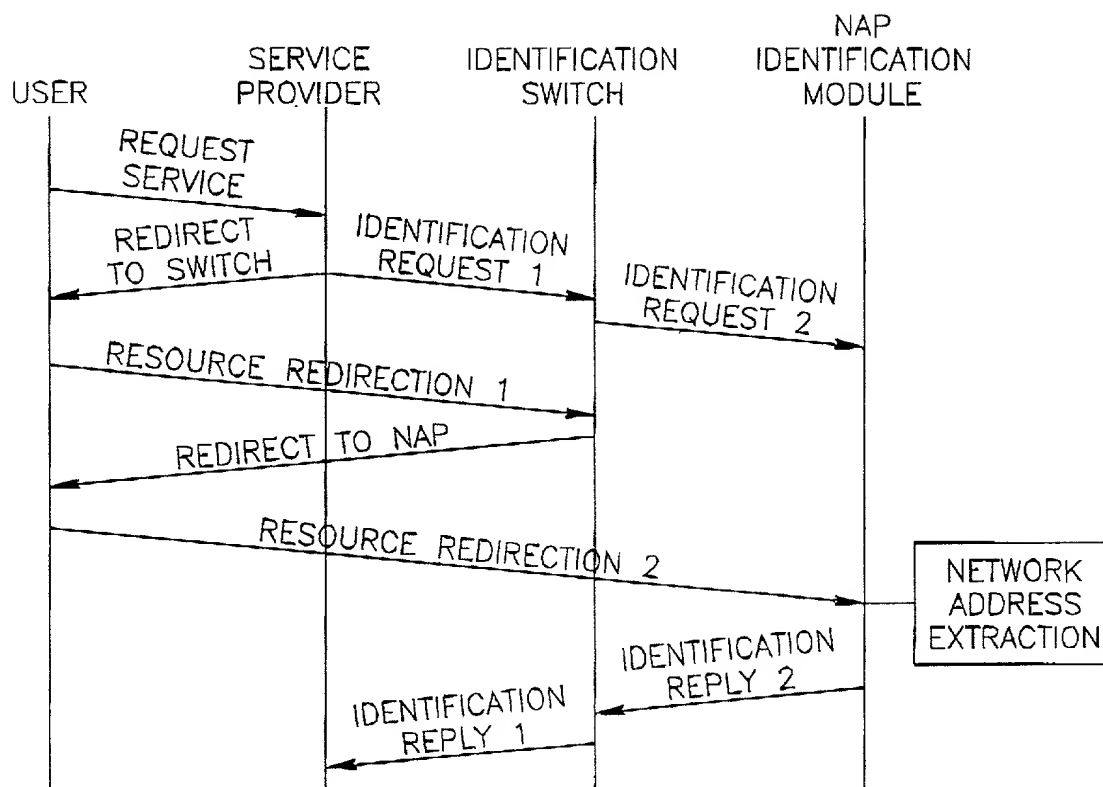 USER
SERVICE
PROVIDER
IDENTIFICATION
SWITCH
NAP
IDENTIFICATION
MODULE
REQUEST
SERVICE
REDIRECT
TO SWITCH
IDENTIFICATION
REQUEST 1
IDENTIFICATION
REQUEST 2
RESOURCE REDIRECTION 1
REDIRECT TO NAP
RESOURCE REDIRECTION 2
NETWORK
ADDRESS
EXTRACTION
IDENTIFICATION
REPLY 2
IDENTIFICATION
REPLY 1